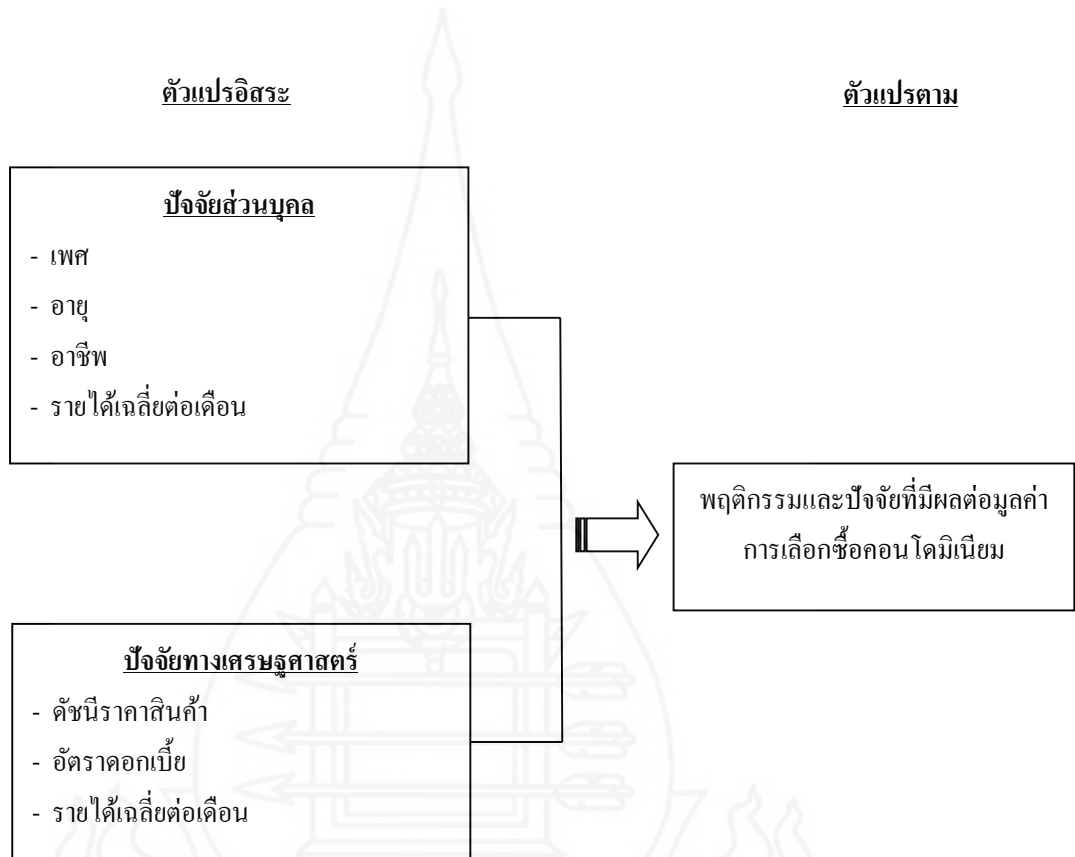 ตัวแปรอิสระ
ตัวแปรตาม
ปัจจัยส่วนบุคล
- เพศ
- อายุ
- อาชีพ
- รายได้เฉลี่ยต่อเดือน
พฤติกรรมและปัจจัยที่มีผลต่อมูลค่า
การเลือกซื้อคอนโดมิเนียม
ปัจจัยทางเศรษฐศาสตร์
- ดัชนีราคาสินค้า
- อัตราดอกเบี้ย
- รายได้เฉลี่ยต่อเดือน